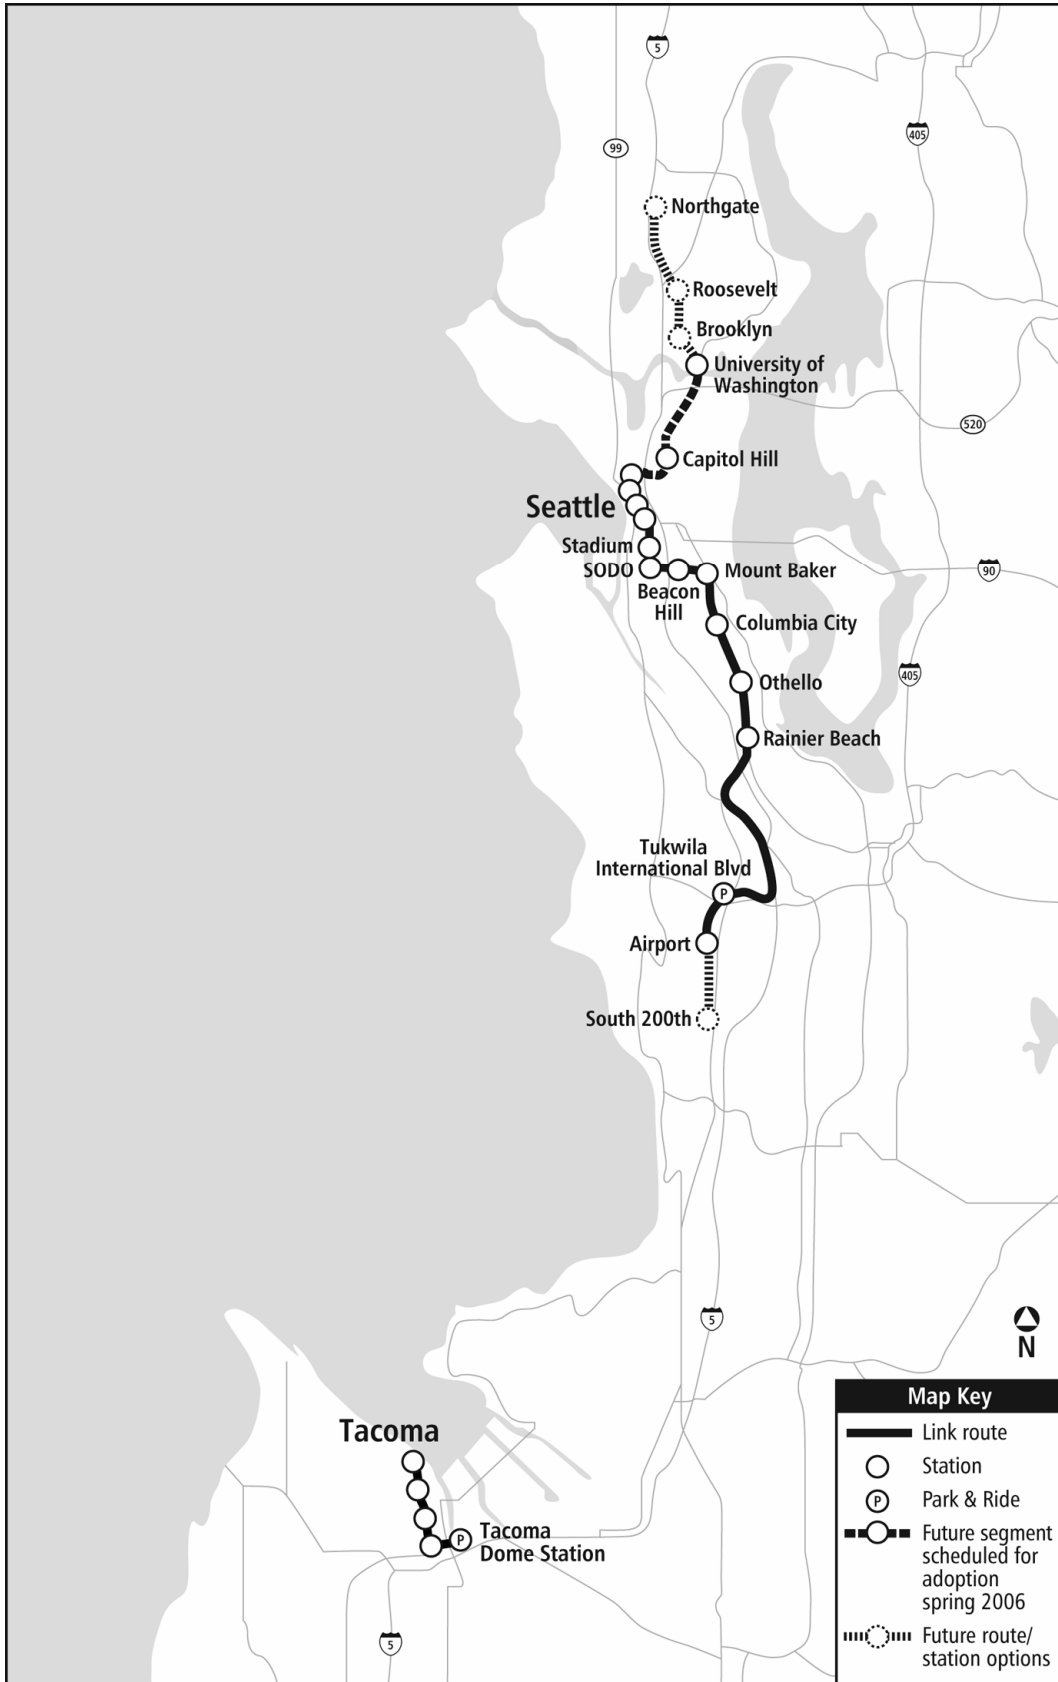 5
405
99
Northgate
Roosevelt
Brooklyn
University of
Washington
520
Capitol Hill
Seattle
Stadium
SODO
Beacon
Hill
Mount Baker
90
Columbia City
405
Othello
Rainier Beach
Tukwila
International Blvd
P
Airport
South 200th
5
N
Tacoma
P
Tacoma
Dome Station
5
Map Key
Link route
Station
P
Park & Ride
Future segment
scheduled for
adoption
spring 2006
Future route/
station options